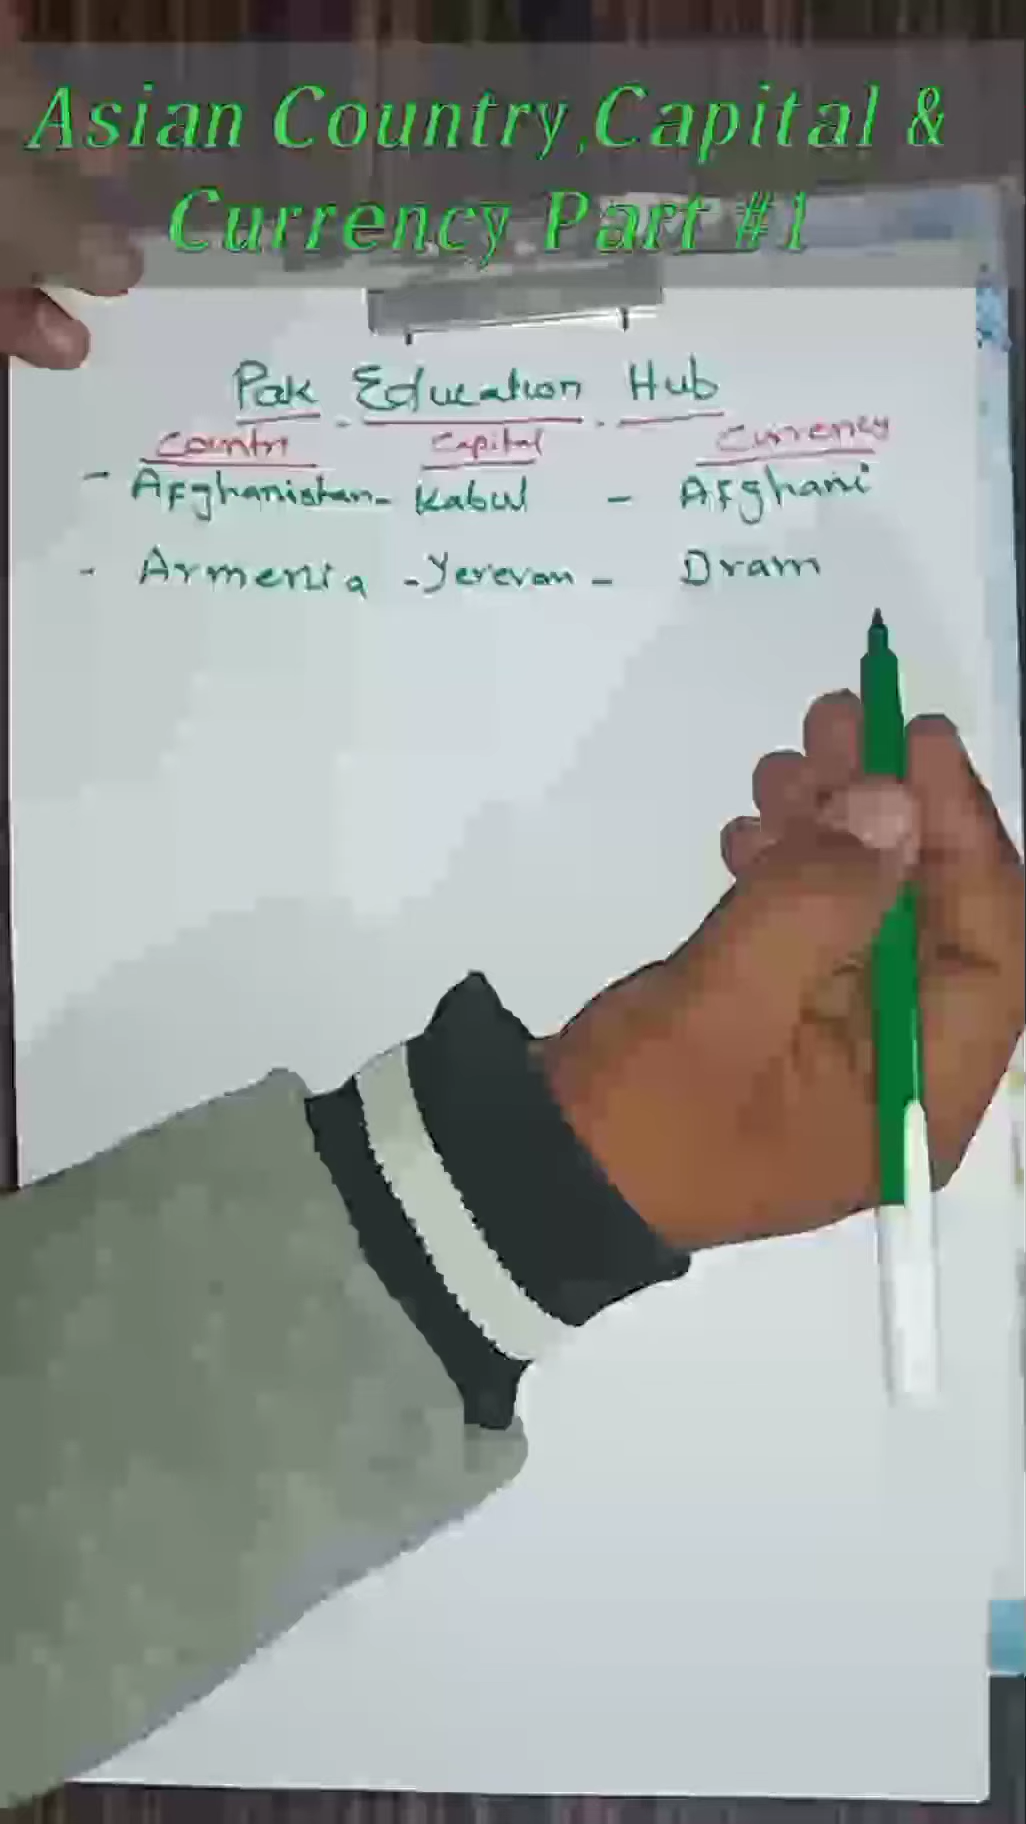 Asian Country,Capital &
Currency Part #1
Pak Education Hub
Country Capital Currency
- Afghanistan - Kabul - Afghani
- Armenia - Yerevan - Dram